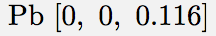 Pb [0, 0, 0.116]